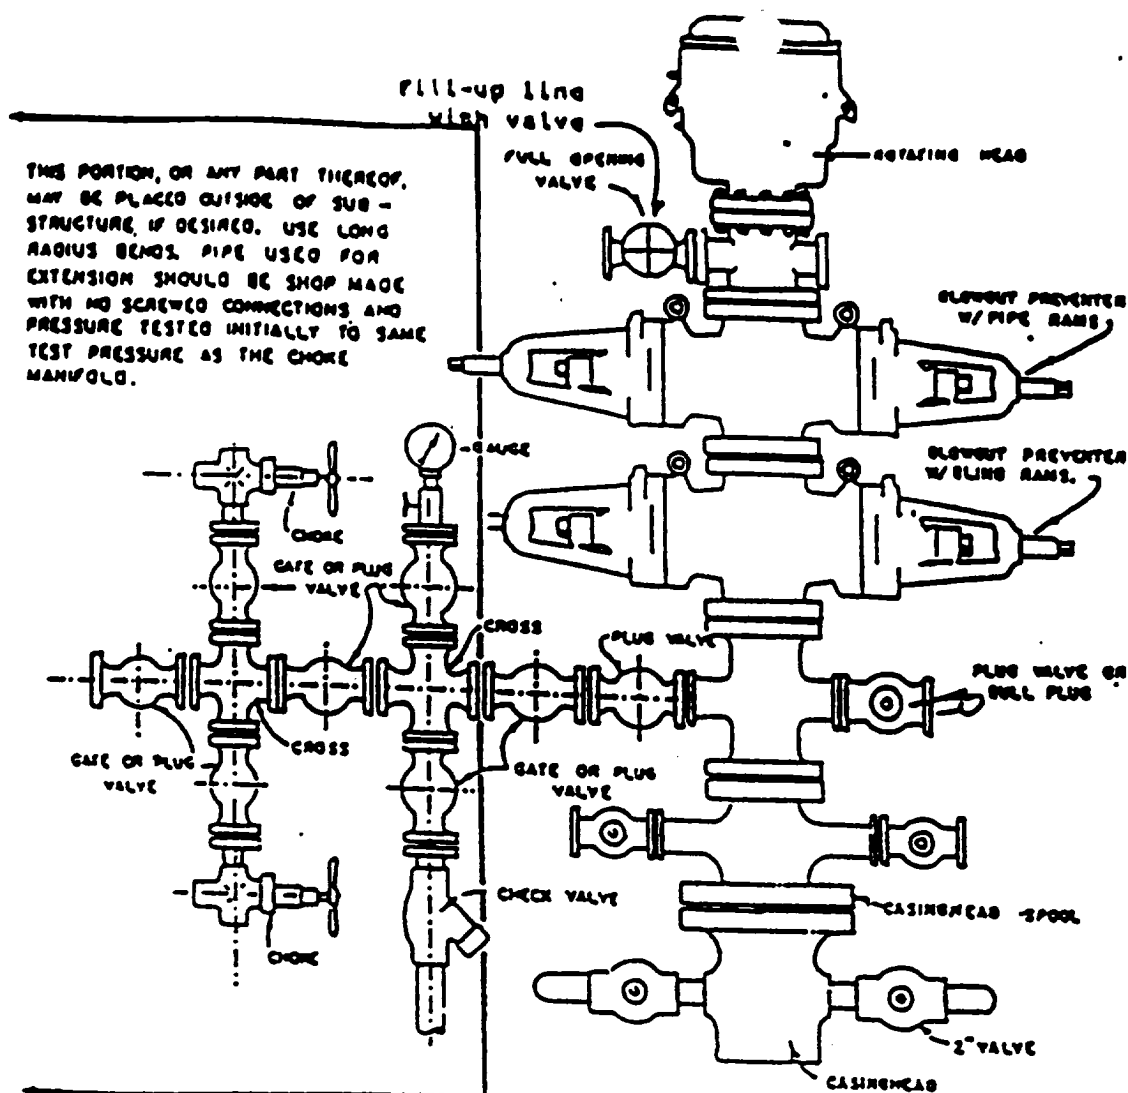 Fill-up line
with valve
FULL OPENING
VALVE
ROTATING HEAD
THIS PORTION, OR ANY PART THEREOF,
MAY BE PLACED OUTSIDE OF SUB-
STRUCTURE, IF DESIRED. USE LONG
RADIUS BENDS. PIPE USED FOR
EXTENSION SHOULD BE SHOP MADE
WITH NO SCREWED CONNECTIONS AND
PRESSURE TESTED INITIALLY TO SAME
TEST PRESSURE AS THE CHOKE
MANIFOLD.
BLOWOUT PREVENTER
W/ PIPE RAMS.
GAUGE
BLOWOUT PREVENTER
W/ BLIND RAMS.
CHOKE
GATE OR PLUG
VALVE
CROSS
PLUG VALVE
PLUG VALVE OR
BULL PLUG
CROSS
GATE OR PLUG
VALVE
GATE OR PLUG
VALVE
CHECK VALVE
CASINGHEAD SPOOL
CHOKE
2" VALVE
CASINGHEAD